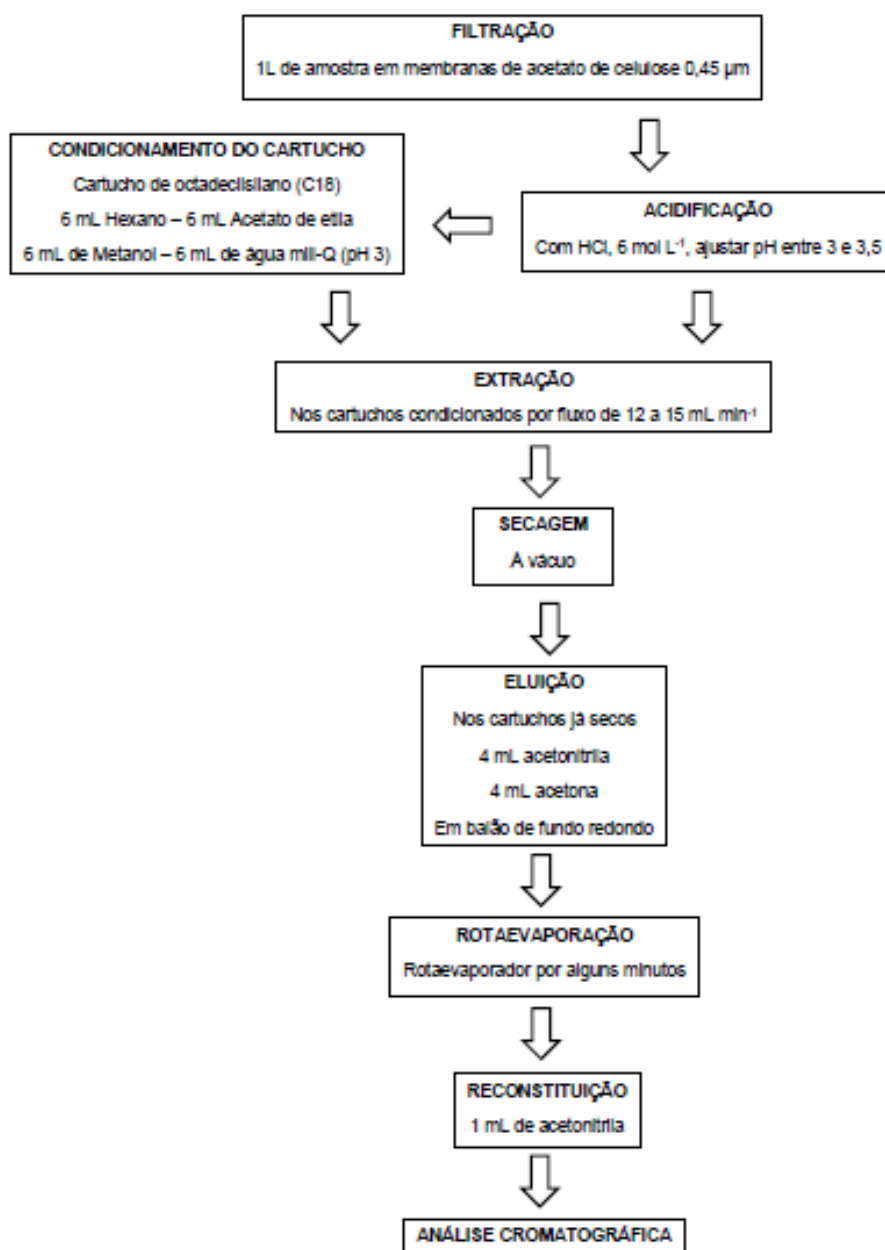 FILTRAÇÃO
1L de amostra em membranas de acetato de celulose 0,45 µm
CONDICIONAMENTO DO CARTUCHO
Cartucho de octadecilsilano (C18)
6 mL Hexano – 6 mL Acetato de etila
6 mL de Metanol – 6 mL de água mili-Q (pH 3)
ACIDIFICAÇÃO
Com HCl, 6 mol L⁻¹, ajustar pH entre 3 e 3,5
EXTRAÇÃO
Nos cartuchos condicionados por fluxo de 12 a 15 mL min⁻¹
SECAGEM
À vácuo
ELUIÇÃO
Nos cartuchos já secos
4 mL acetonitrila
4 mL acetona
Em balão de fundo redondo
ROTAEVAPORAÇÃO
Rotaevaporador por alguns minutos
RECONSTITUIÇÃO
1 mL de acetonitrila
ANÁLISE CROMATOGRÁFICA